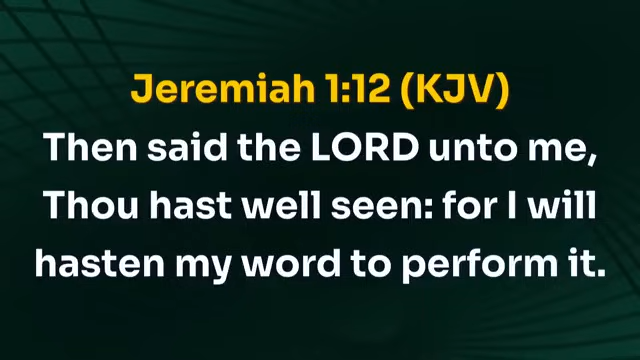 Jeremiah 1:12 (KJV)
Then said the LORD unto me,
Thou hast well seen: for I will
hasten my word to perform it.